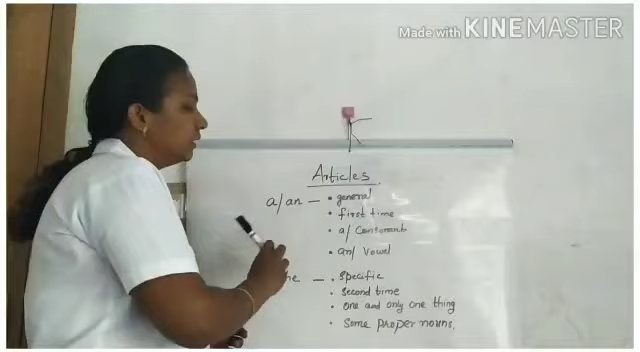 Made with KINEMASTER
Articles
a/an — • general
• first time
• a/ Consonant
• an/ Vowel
he — • Specific
• Second time
• One and only one thing
• Some proper nouns.